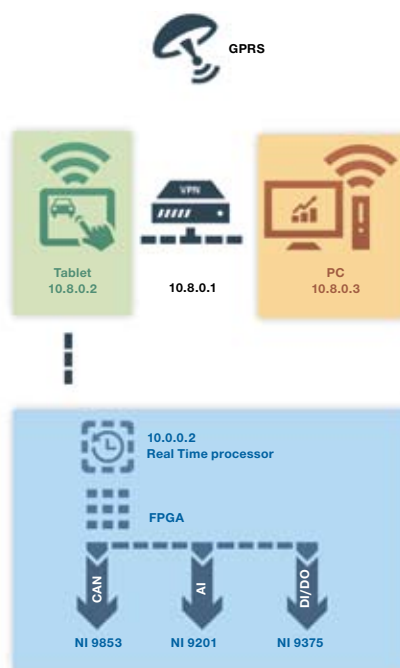 GPRS
VPN
Tablet
10.8.0.2
10.8.0.1
PC
10.8.0.3
10.0.0.2
Real Time processor
FPGA
CAN
AI
DI/DO
NI 9853
NI 9201
NI 9375